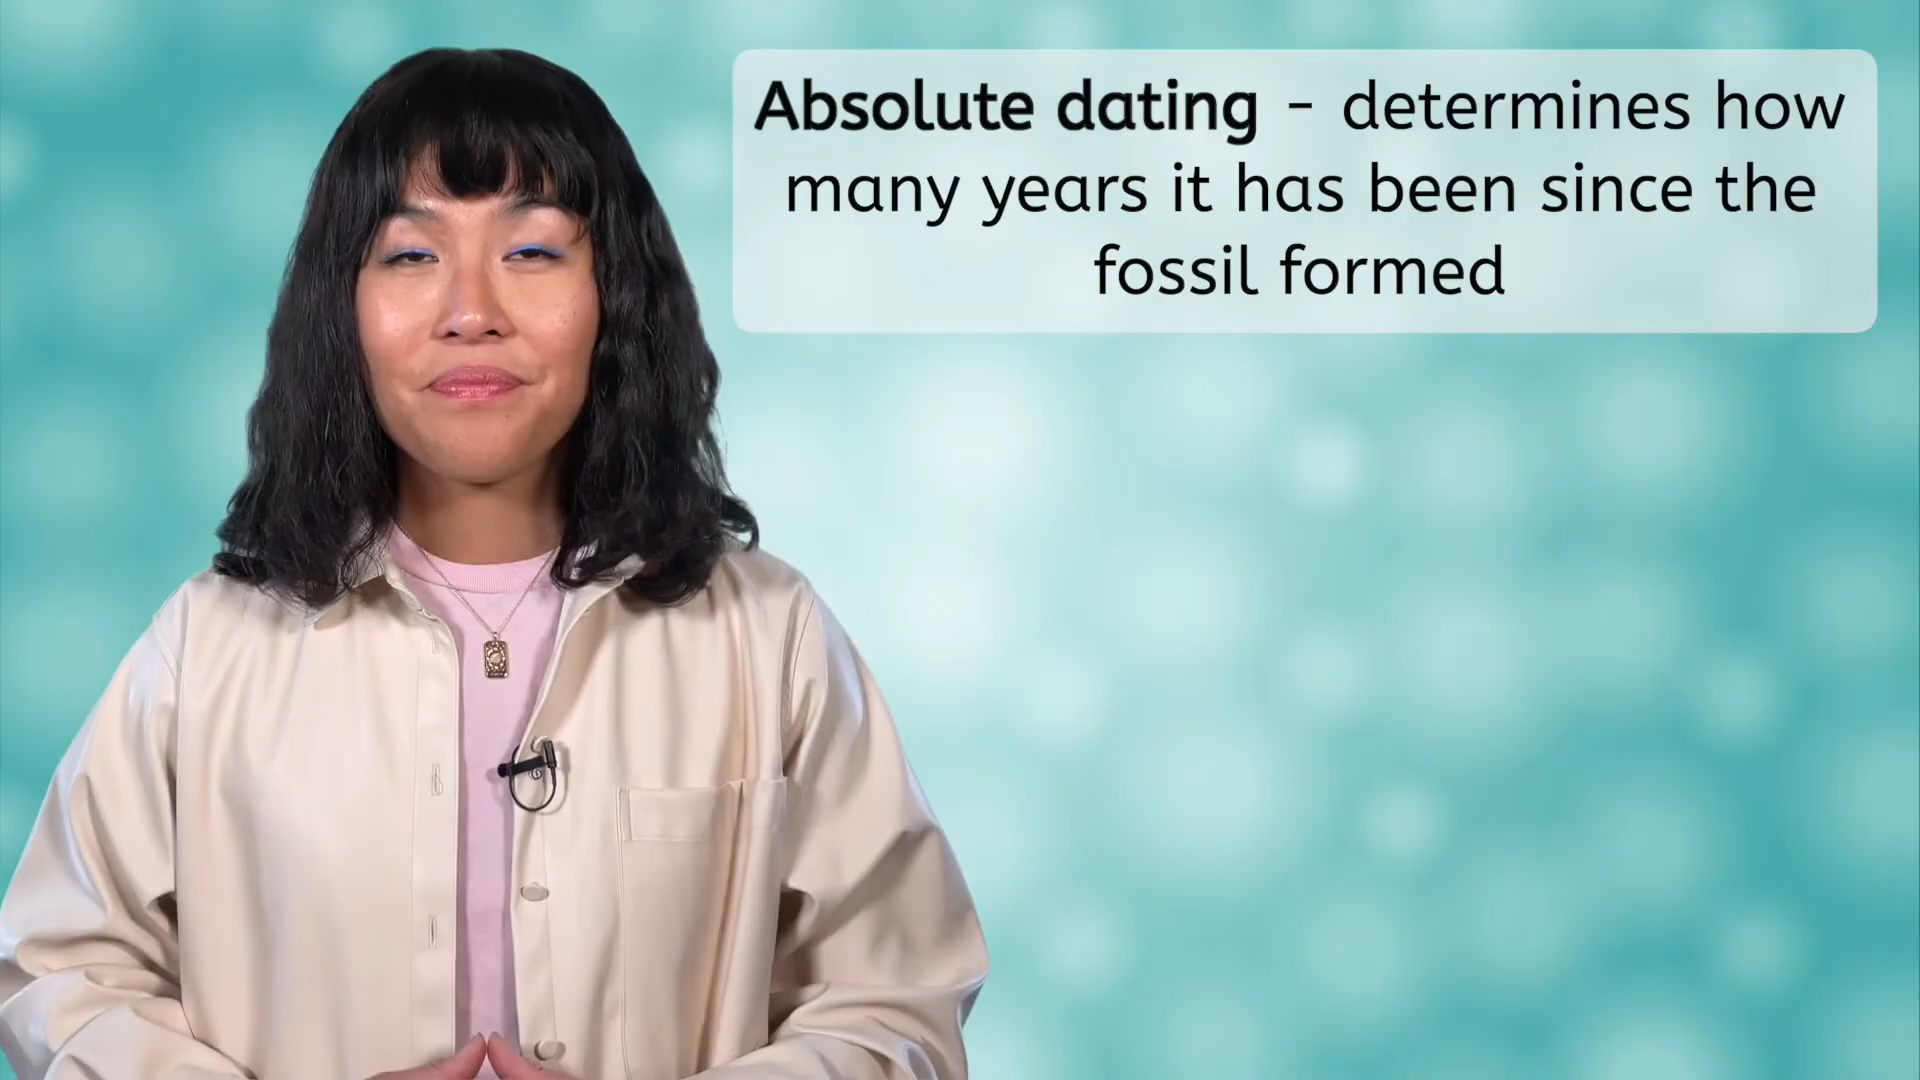 Absolute dating - determines how
many years it has been since the
fossil formed